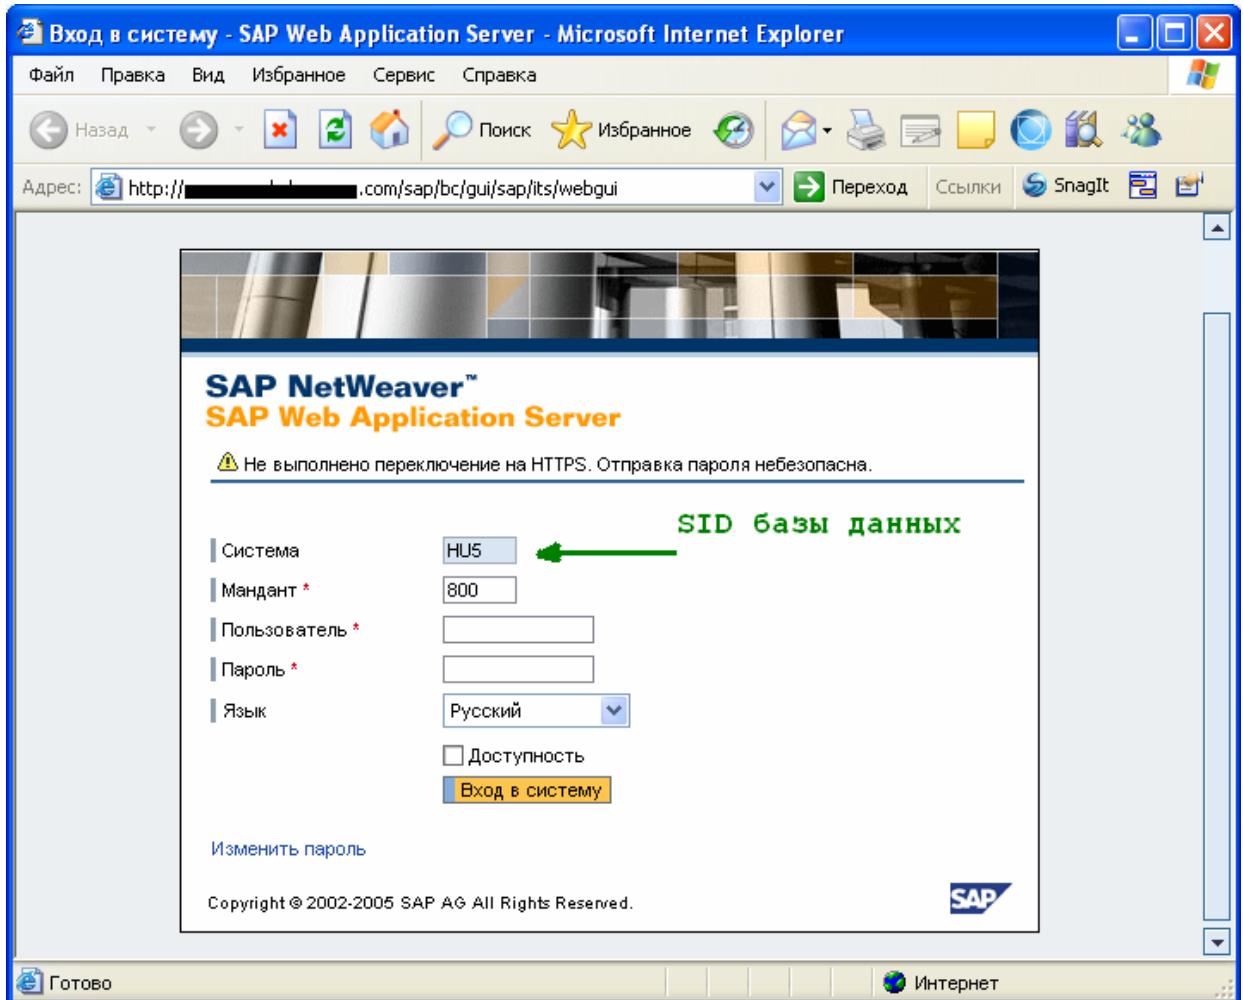 Вход в систему - SAP Web Application Server - Microsoft Internet Explorer
Файл Правка Вид Избранное Сервис Справка
Назад Поиск Избранное
Адрес: http:// .com/sap/bc/gui/sap/its/webgui Переход Ссылки SnagIt
SAP NetWeaver™
SAP Web Application Server
Не выполнено переключение на HTTPS. Отправка пароля небезопасна.
SID базы данных
Система HU5
Мандант * 800
Пользователь *
Пароль *
Язык Русский
Доступность
Вход в систему
Изменить пароль
Copyright © 2002-2005 SAP AG All Rights Reserved. SAP
Готово Интернет